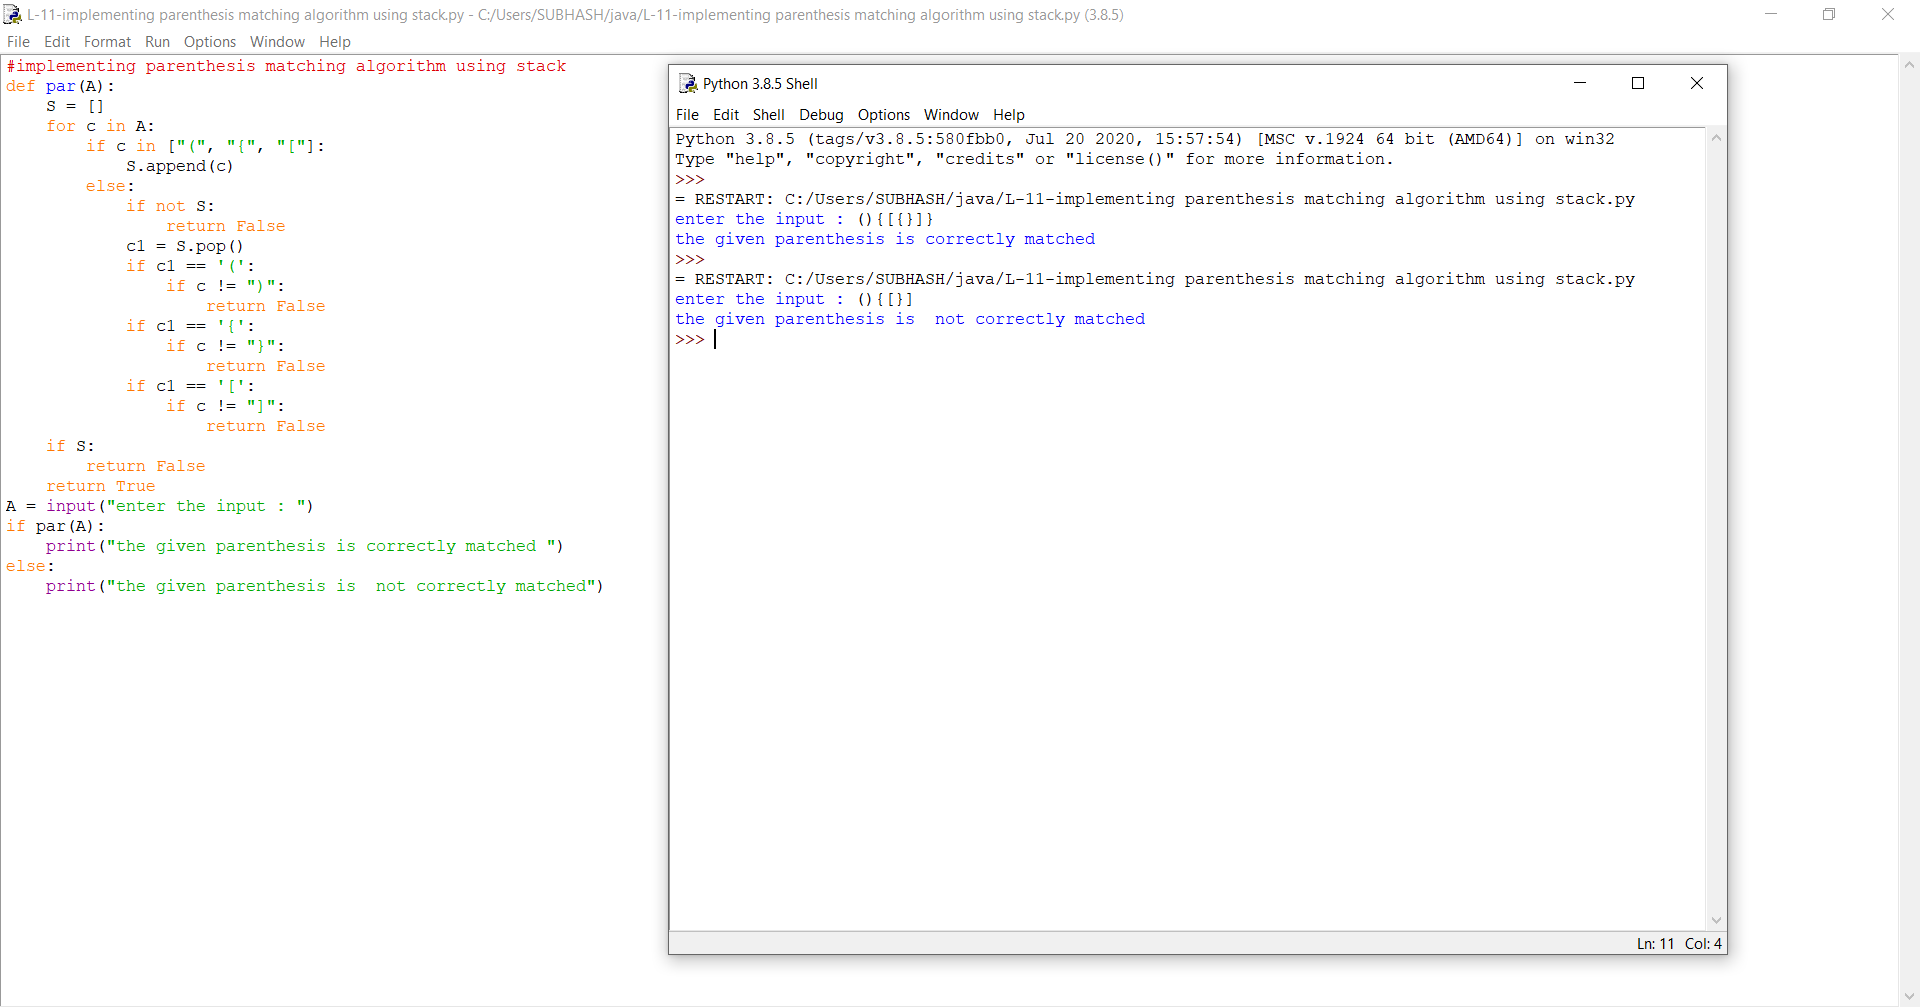 L-11-implementing parenthesis matching algorithm using stack.py - C:/Users/SUBHASH/java/L-11-implementing parenthesis matching algorithm using stack.py (3.8.5)
File Edit Format Run Options Window Help
#implementing parenthesis matching algorithm using stack
def par(A):
    S = []
    for c in A:
        if c in ["(", "{", "["]:
            S.append(c)
        else:
            if not S:
                return False
            c1 = S.pop()
            if c1 == '(':
                if c != ")":
                    return False
            if c1 == '{':
                if c != "}":
                    return False
            if c1 == '[':
                if c != "]":
                    return False
    if S:
        return False
    return True
A = input("enter the input : ")
if par(A):
    print("the given parenthesis is correctly matched ")
else:
    print("the given parenthesis is  not correctly matched")
Python 3.8.5 Shell
File Edit Shell Debug Options Window Help
Python 3.8.5 (tags/v3.8.5:580fbb0, Jul 20 2020, 15:57:54) [MSC v.1924 64 bit (AMD64)] on win32
Type "help", "copyright", "credits" or "license()" for more information.
>>>
= RESTART: C:/Users/SUBHASH/java/L-11-implementing parenthesis matching algorithm using stack.py
enter the input : (){[{}]}
the given parenthesis is correctly matched
>>>
= RESTART: C:/Users/SUBHASH/java/L-11-implementing parenthesis matching algorithm using stack.py
enter the input : (){[}]
the given parenthesis is  not correctly matched
>>>
Ln: 11 Col: 4